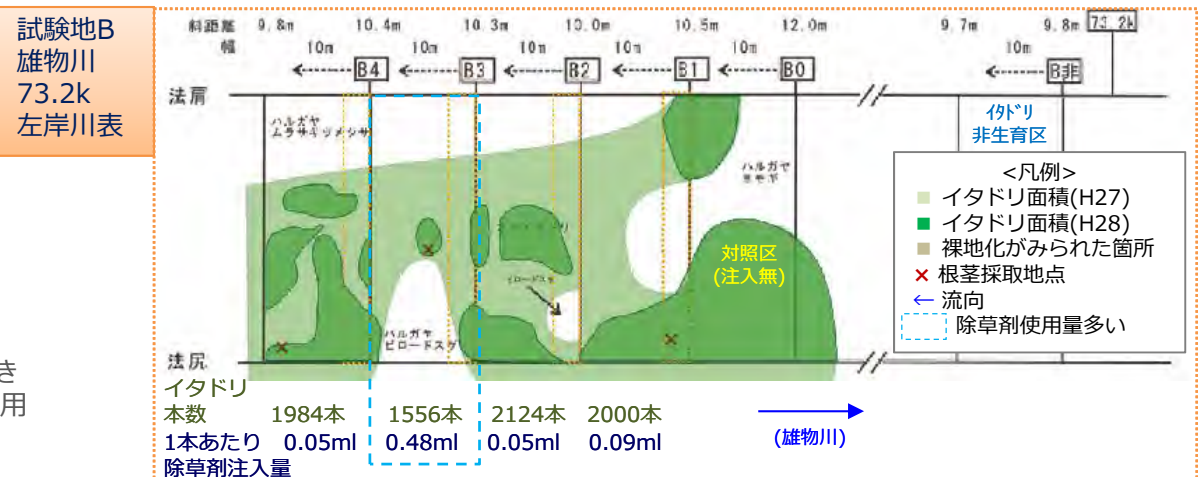 試験地B
雄物川
73.2k
左岸川表
斜距離 9.8m 10.4m 10.3m 10.0m 10.5m 12.0m 9.7m 9.8m 73.2k
幅 10m 10m 10m 10m 10m 10m
B4 B3 B2 B1 B0 B非
法肩
ハルガヤ
ムラサキツメクサ
イタドリ
非生育区
ハルガヤ
ヨモギ
<凡例>
イタドリ面積(H27)
イタドリ面積(H28)
裸地化がみられた箇所
× 根茎採取地点
← 流向
除草剤使用量多い
対照区
(注入無)
ビロードスゲ
ハルガヤ
ビロードスゲ
法尻
き
用
イタドリ
本数 1984本 1556本 2124本 2000本
1本あたり 0.05ml 0.48ml 0.05ml 0.09ml
除草剤注入量
(雄物川)